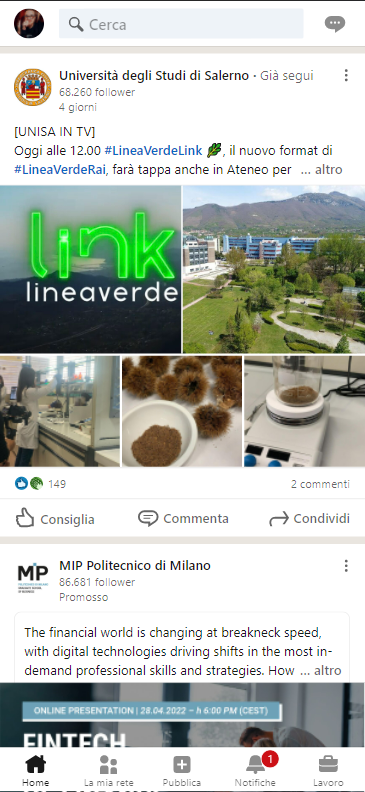 Cerca
Università degli Studi di Salerno • Già segui
68.260 follower
4 giorni
[UNISA IN TV]
Oggi alle 12.00 #LineaVerdeLink 🌿, il nuovo format di
#LineaVerdeRai, farà tappa anche in Ateneo per ... altro
link
lineaverde
149
2 commenti
Consiglia
Commenta
Condividi
MIP
MIP Politecnico di Milano
86.681 follower
Promosso
The financial world is changing at breakneck speed,
with digital technologies driving shifts in the most in-
demand professional skills and strategies. How ... altro
ONLINE PRESENTATION | 28.04.2022 – h 6:00 PM (CEST)
FINTECH
1
Home
La mia rete
Pubblica
Notifiche
Lavoro